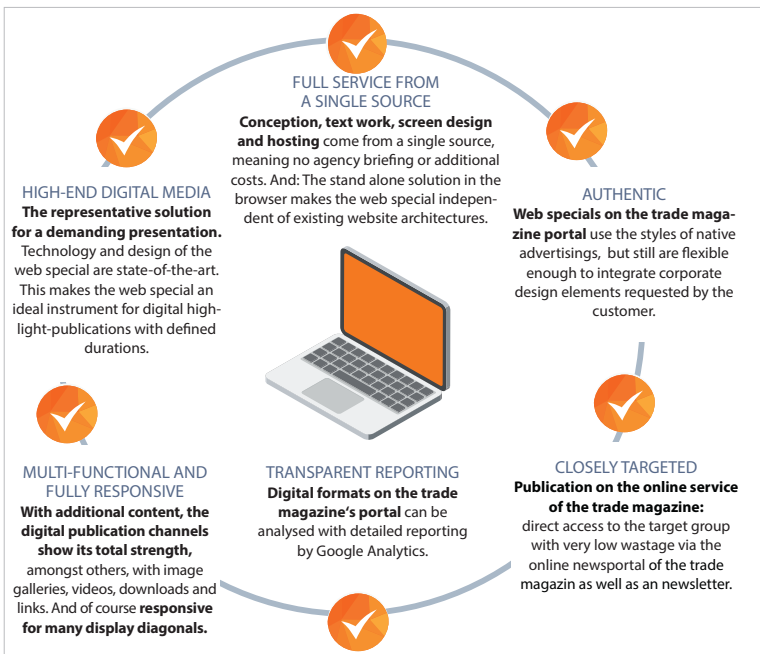 FULL SERVICE FROM
A SINGLE SOURCE
Conception, text work, screen design
and hosting come from a single source,
meaning no agency briefing or additional
costs. And: The stand alone solution in the
browser makes the web special indepen-
dent of existing website architectures.
HIGH-END DIGITAL MEDIA
The representative solution
for a demanding presentation.
Technology and design of the
web special are state-of-the-art.
This makes the web special an
ideal instrument for digital high-
light-publications with defined
durations.
AUTHENTIC
Web specials on the trade maga-
zine portal use the styles of native
advertisings, but still are flexible
enough to integrate corporate
design elements requested by the
customer.
MULTI-FUNCTIONAL AND
FULLY RESPONSIVE
With additional content, the
digital publication channels
show its total strength,
amongst others, with image
galleries, videos, downloads and
links. And of course responsive
for many display diagonals.
TRANSPARENT REPORTING
Digital formats on the trade
magazine‘s portal can be
analysed with detailed reporting
by Google Analytics.
CLOSELY TARGETED
Publication on the online service
of the trade magazine:
direct access to the target group
with very low wastage via the
online newsportal of the trade
magazin as well as an newsletter.